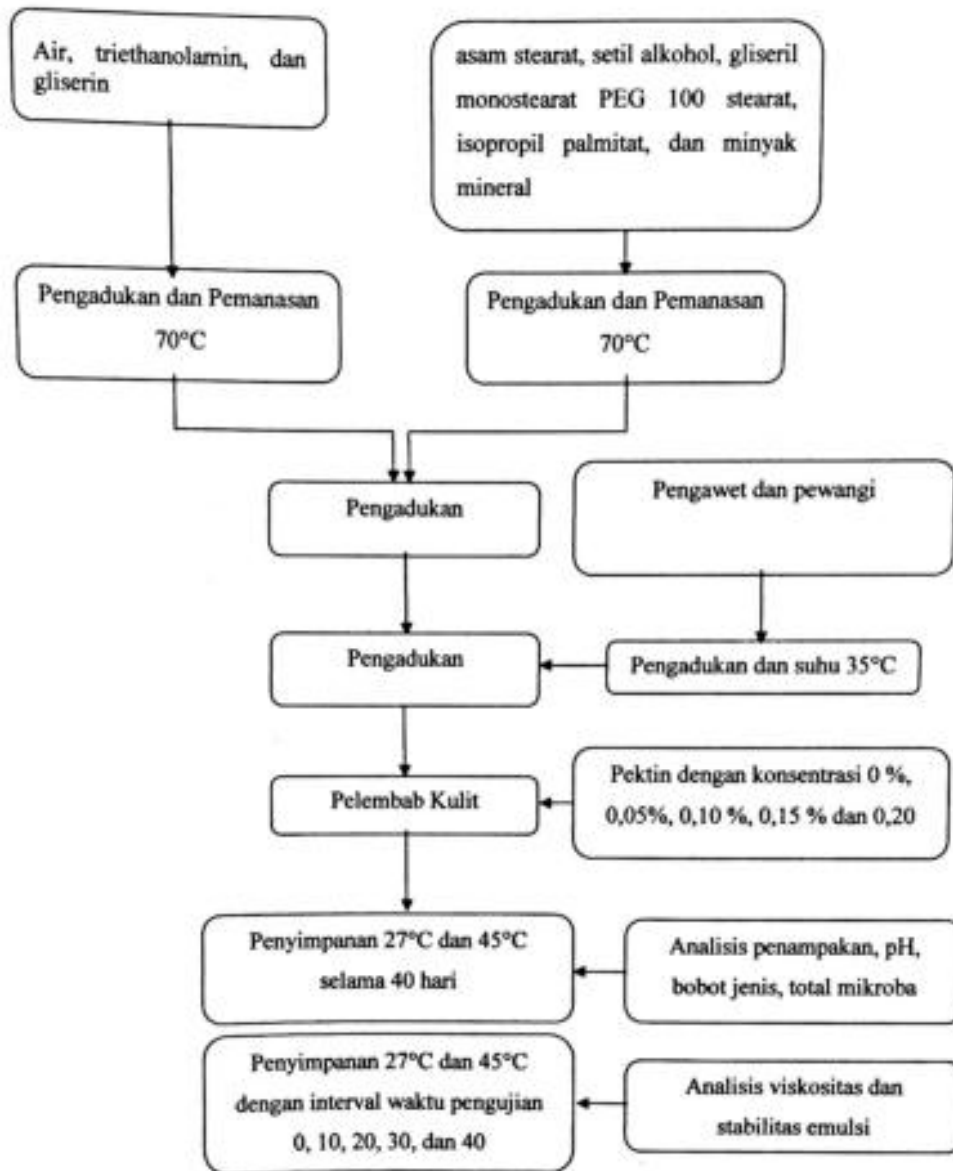 Air, triethanolamin, dan
gliserin
asam stearat, setil alkohol, gliseril
monostearat PEG 100 stearat,
isopropil palmitat, dan minyak
mineral
Pengadukan dan Pemanasan
70°C
Pengadukan dan Pemanasan
70°C
Pengadukan
Pengawet dan pewangi
Pengadukan
Pengadukan dan suhu 35°C
Pelembab Kulit
Pektin dengan konsentrasi 0 %,
0,05%, 0,10 %, 0,15 % dan 0,20
Penyimpanan 27°C dan 45°C
selama 40 hari
Analisis penampakan, pH,
bobot jenis, total mikroba
Penyimpanan 27°C dan 45°C
dengan interval waktu pengujian
0, 10, 20, 30, dan 40
Analisis viskositas dan
stabilitas emulsi